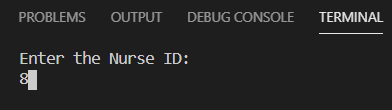 PROBLEMS OUTPUT DEBUG CONSOLE TERMINAL
Enter the Nurse ID:
8